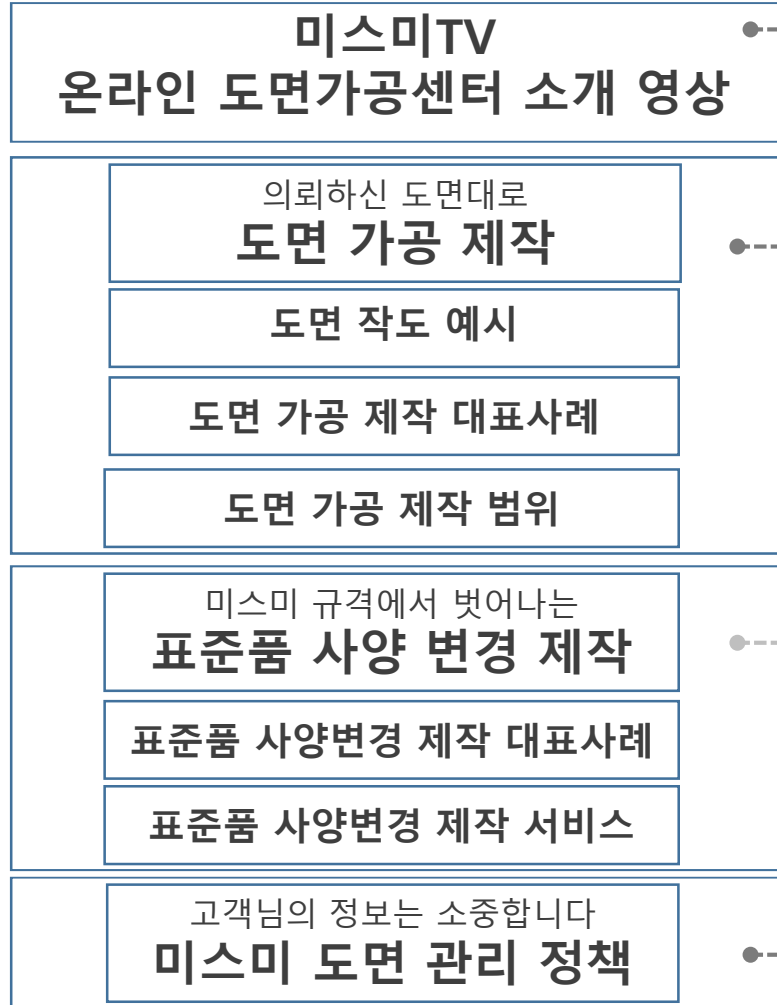 미스미TV
온라인 도면가공센터 소개 영상
의뢰하신 도면대로
도면 가공 제작
도면 작도 예시
도면 가공 제작 대표사례
도면 가공 제작 범위
미스미 규격에서 벗어나는
표준품 사양 변경 제작
표준품 사양변경 제작 대표사례
표준품 사양변경 제작 서비스
고객님의 정보는 소중합니다
미스미 도면 관리 정책